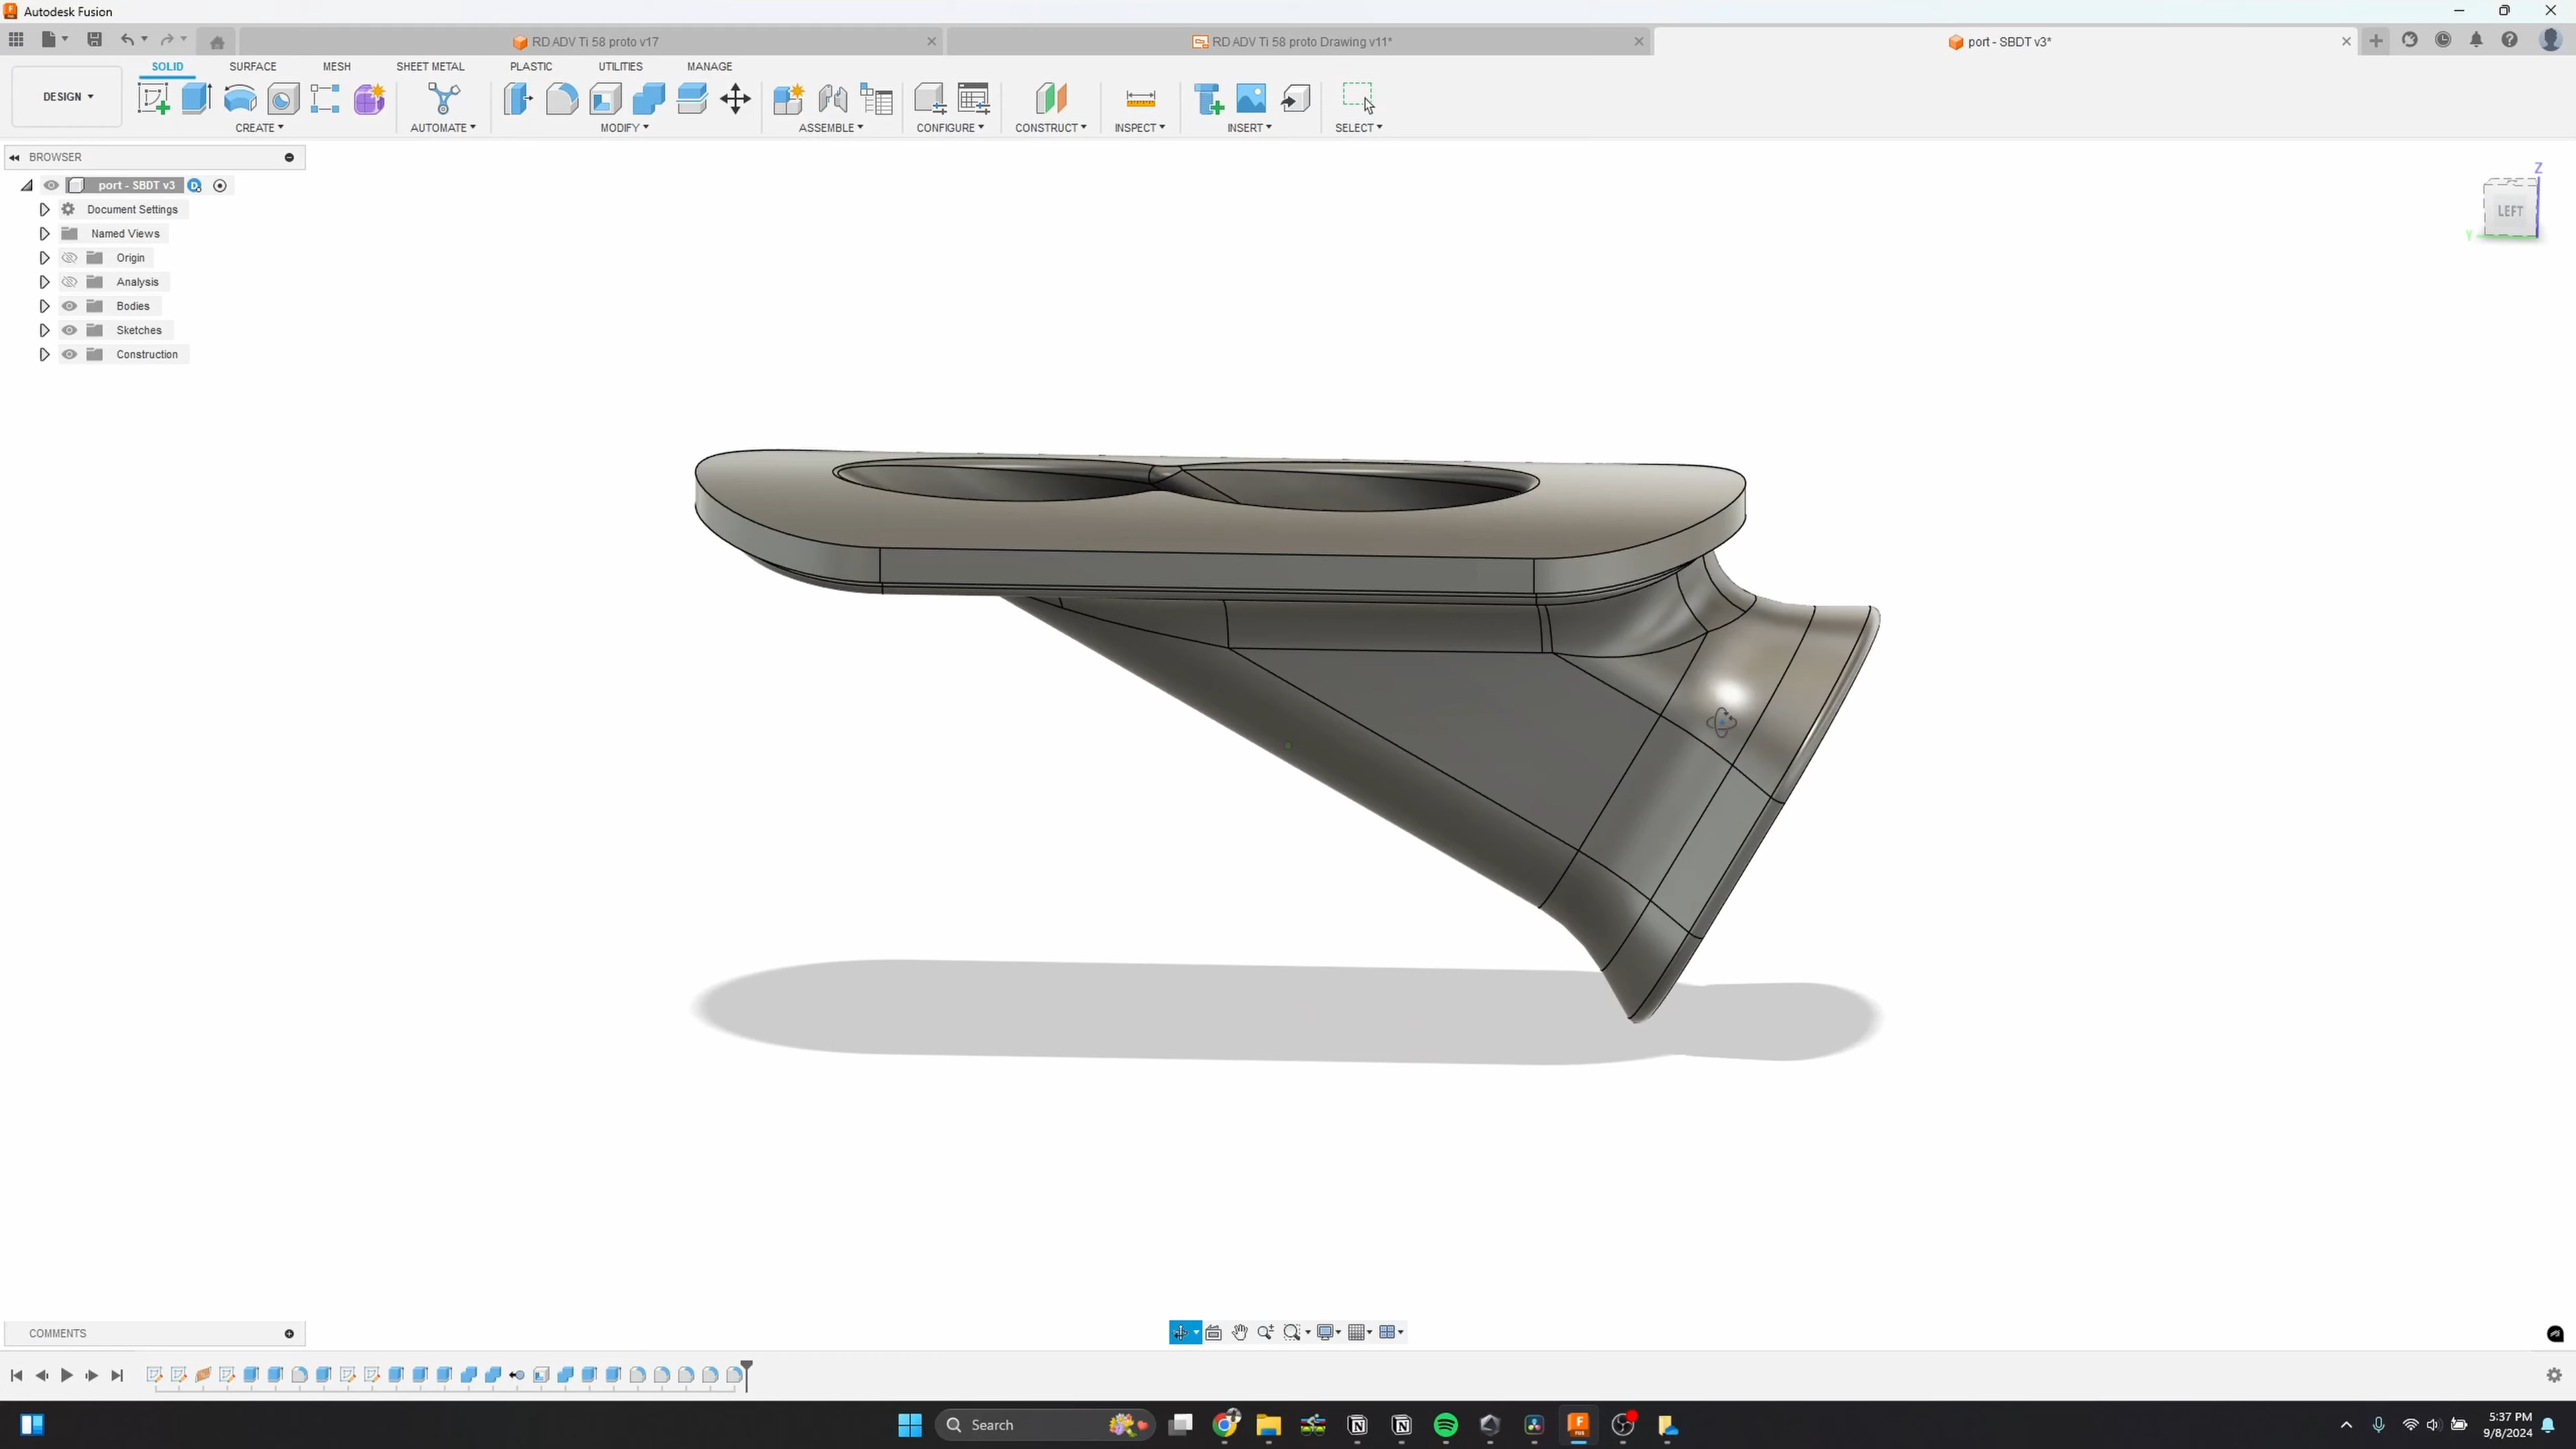 Autodesk Fusion
RD ADV Ti 58 proto v17
RD ADV Ti 58 proto Drawing v11*
port - SBDT v3*
SOLID SURFACE MESH SHEET METAL PLASTIC UTILITIES MANAGE
DESIGN
CREATE AUTOMATE MODIFY ASSEMBLE CONFIGURE CONSTRUCT INSPECT INSERT SELECT
BROWSER
port - SBDT v3
Document Settings
Named Views
Origin
Analysis
Bodies
Sketches
Construction
Z
LEFT
Y
COMMENTS
Search
5:37 PM
9/8/2024